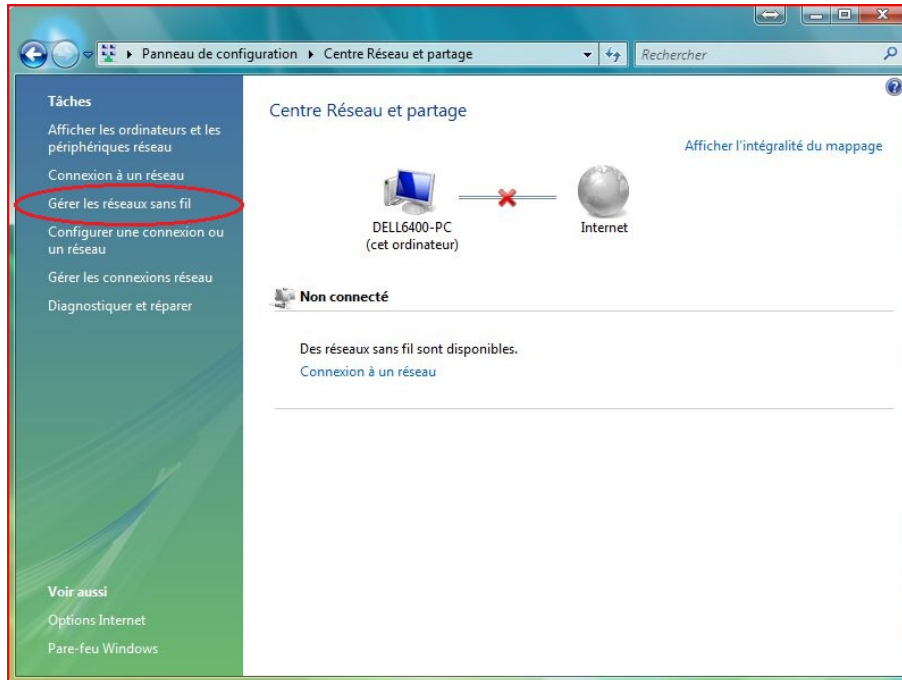 Panneau de configuration ▸ Centre Réseau et partage
Rechercher
Tâches
Afficher les ordinateurs et les
périphériques réseau
Connexion à un réseau
Gérer les réseaux sans fil
Configurer une connexion ou
un réseau
Gérer les connexions réseau
Diagnostiquer et réparer
Voir aussi
Options Internet
Pare-feu Windows
Centre Réseau et partage
Afficher l'intégralité du mappage
DELL6400-PC
(cet ordinateur)
Internet
Non connecté
Des réseaux sans fil sont disponibles.
Connexion à un réseau